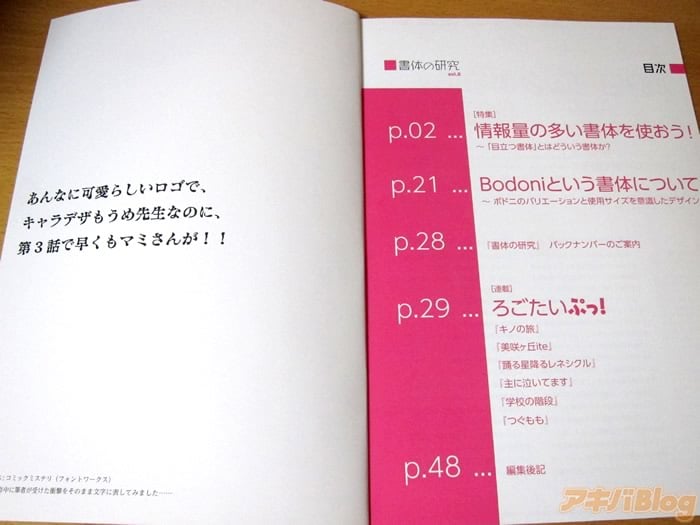 あんなに可愛らしいロゴで、
キャラデザもうめ先生なのに、
第3話で早くもマミさんが!!
：コミックミステリ（フォントワークス）
中に筆者が受けた衝撃をそのまま文字に表してみました……
■書体の研究
vol.6
目次
[特集]
p.02 … 情報量の多い書体を使おう!
～「目立つ書体」とはどういう書体か?
p.21 … Bodoniという書体について
～ ボドニのバリエーションと使用サイズを意識したデザイン
p.28 … 『書体の研究』 バックナンバーのご案内
[連載]
p.29 … ろごたいぷっ!
『キノの旅』
『美咲ヶ丘ite』
『踊る星降るレネシクル』
『主に泣いてます』
『学校の階段』
『つぐもも』
p.48 … 編集後記
アキバBlog